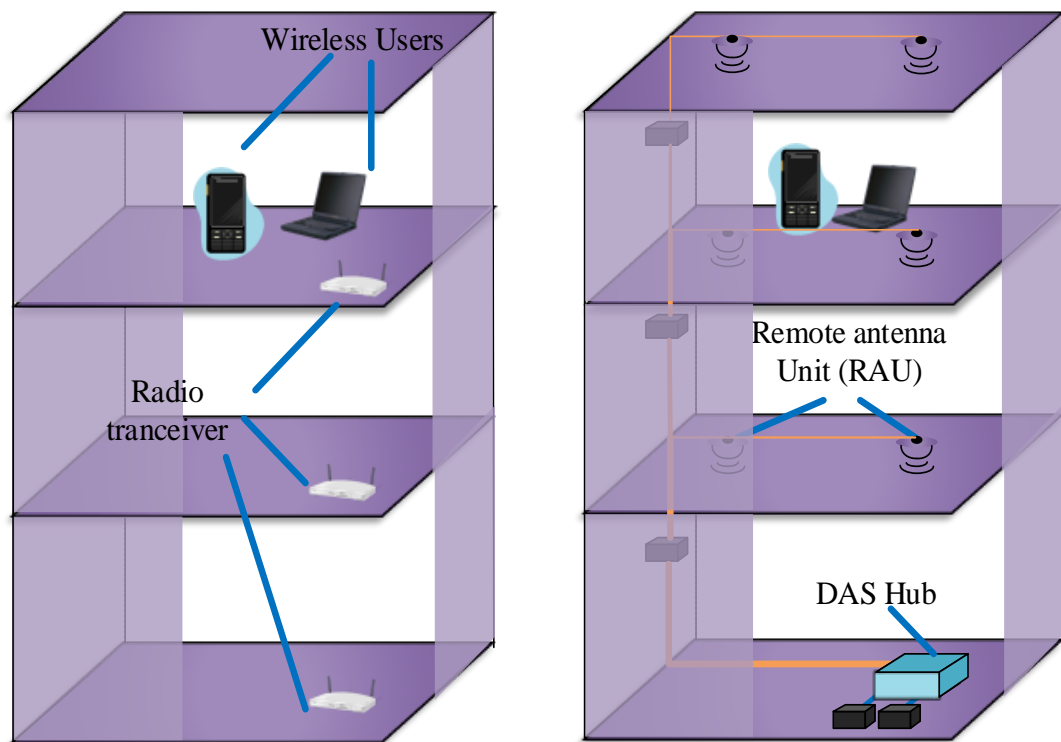 Wireless Users
Radio
tranceiver
Remote antenna
Unit (RAU)
DAS Hub